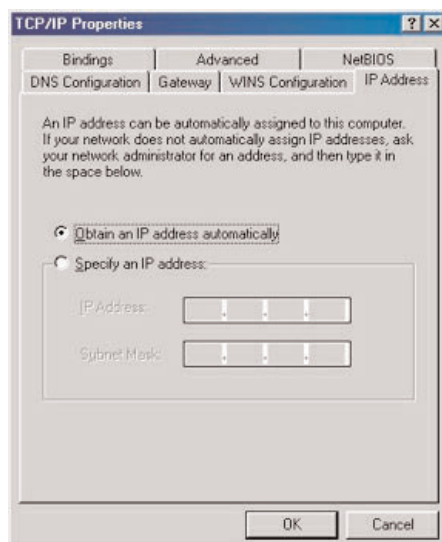 TCP/IP Properties
Bindings Advanced NetBIOS
DNS Configuration Gateway WINS Configuration IP Address
An IP address can be automatically assigned to this computer.
If your network does not automatically assign IP addresses, ask
your network administrator for an address, and then type it in
the space below.
Obtain an IP address automatically
Specify an IP address:
IP Address:
Subnet Mask:
OK Cancel